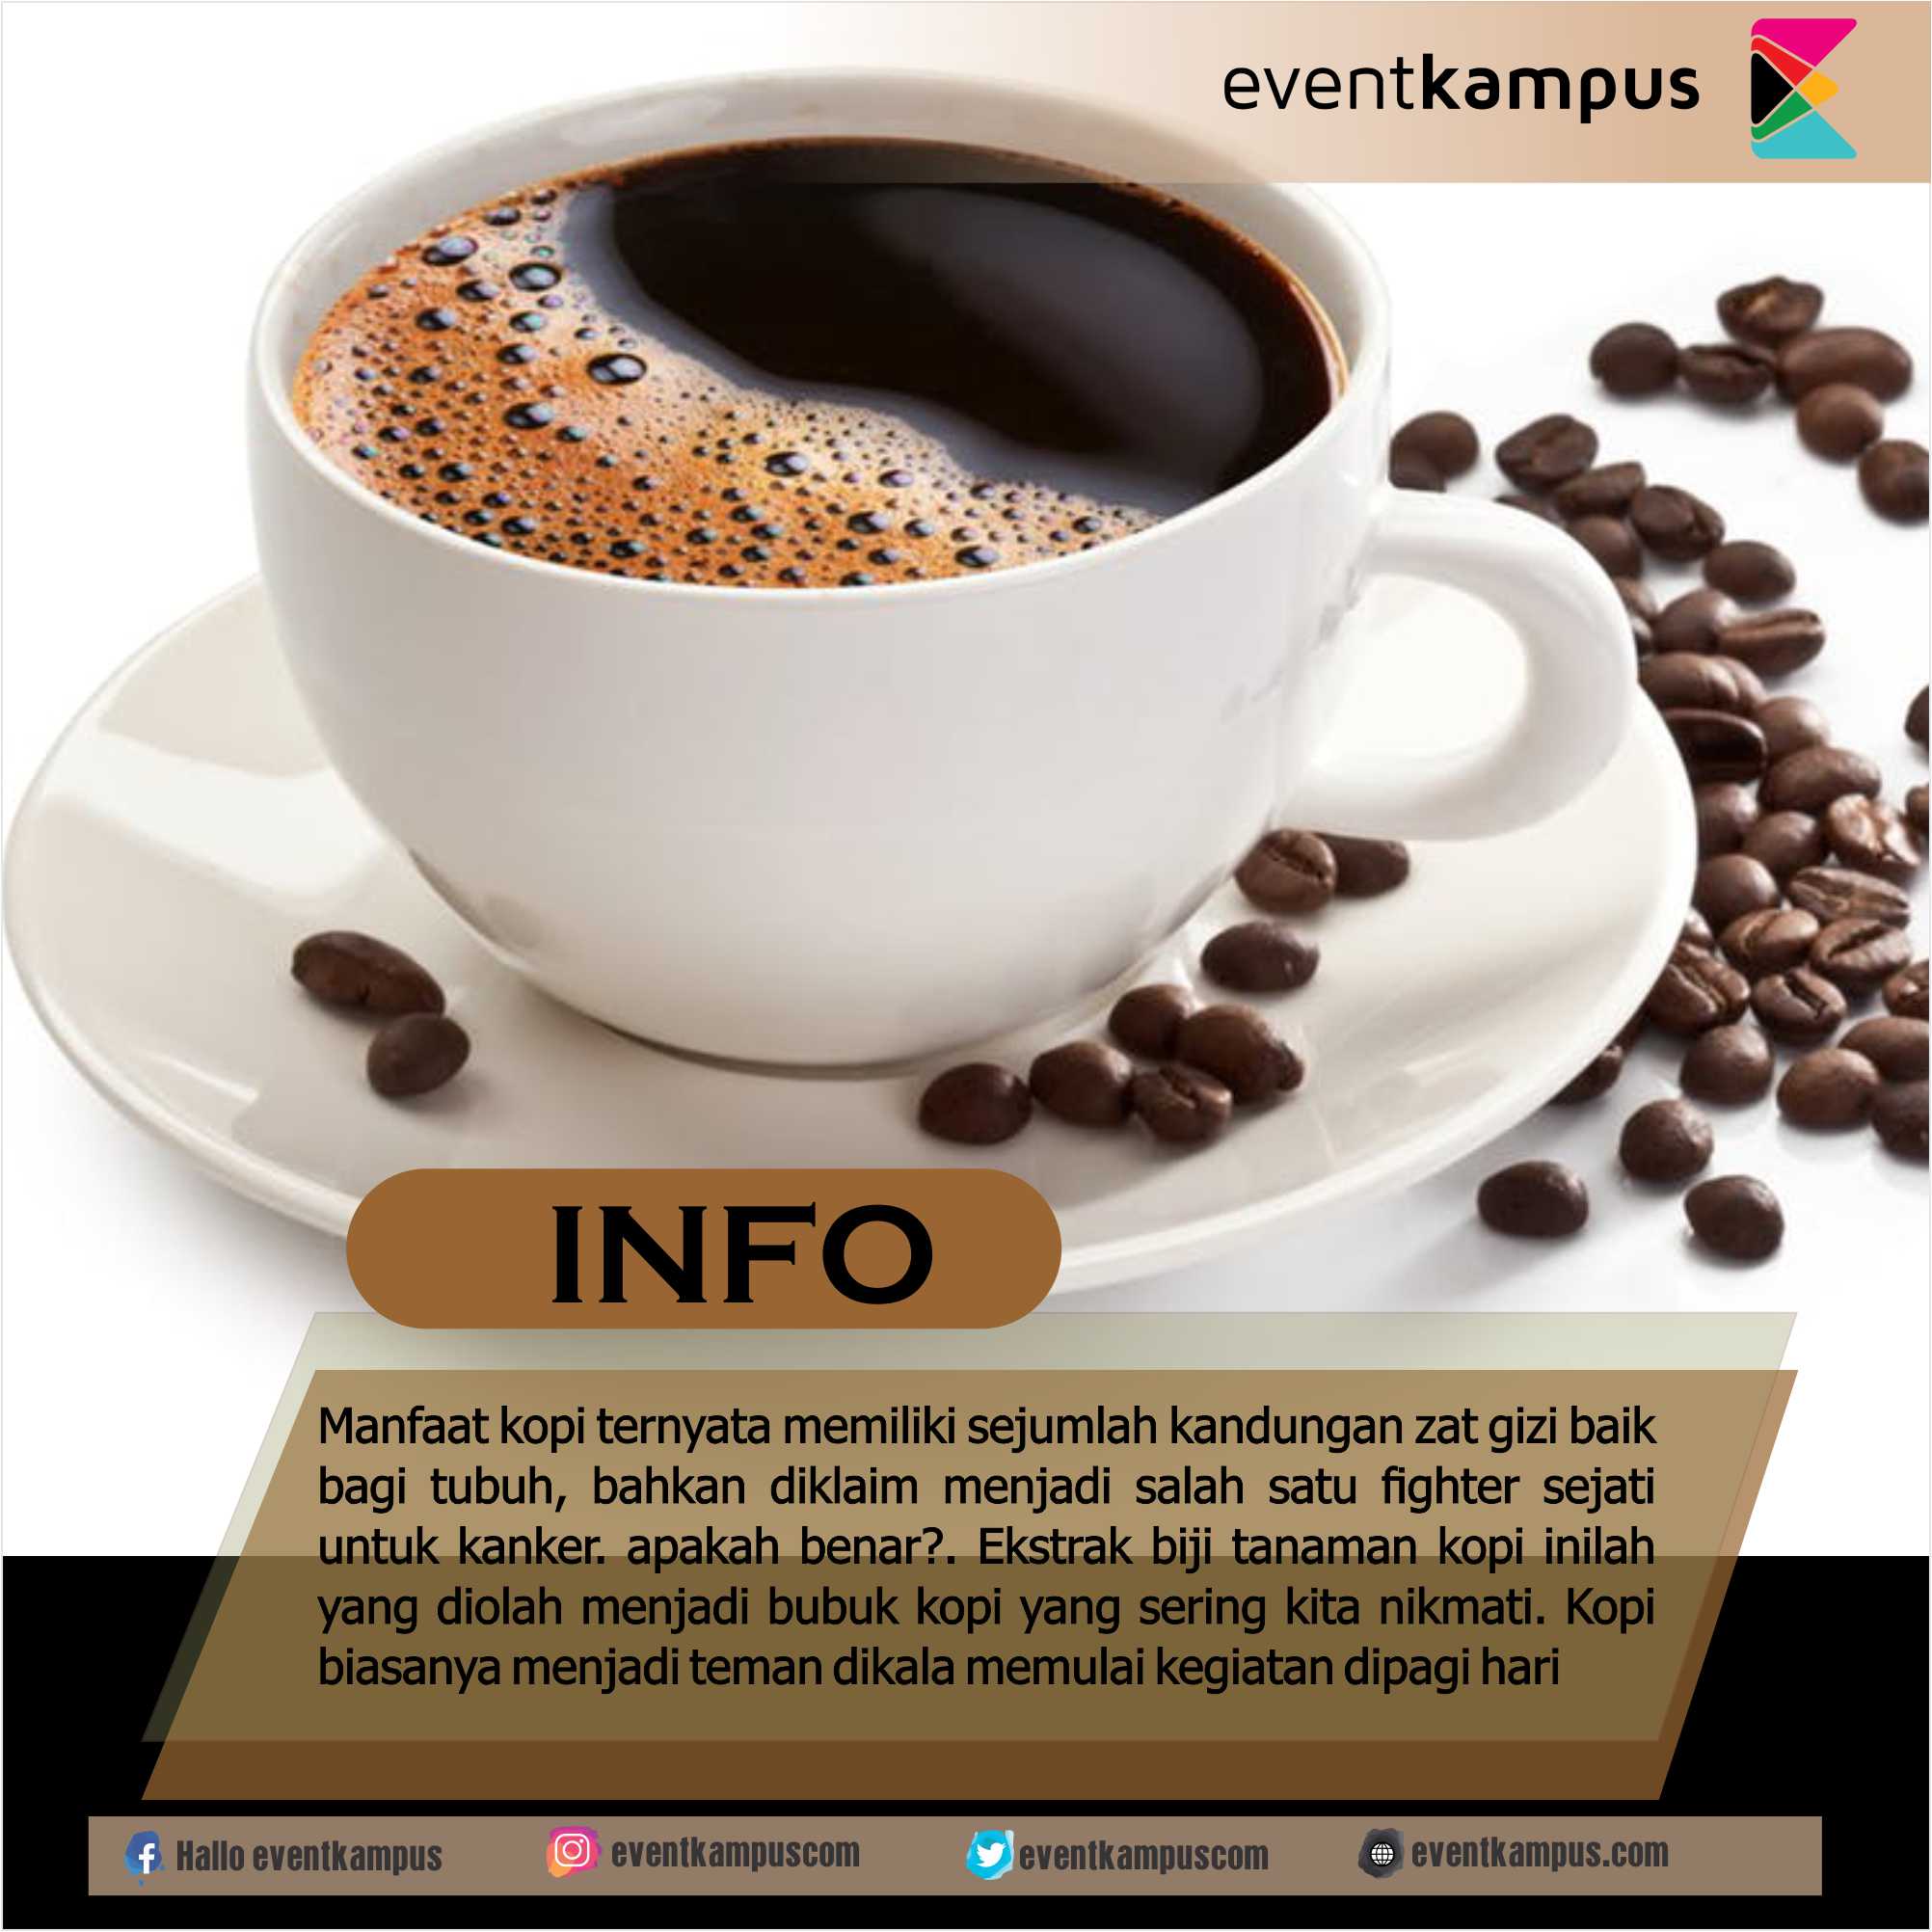 eventkampus
INFO
Manfaat kopi ternyata memiliki sejumlah kandungan zat gizi baik
bagi tubuh, bahkan diklaim menjadi salah satu fighter sejati
untuk kanker. apakah benar?. Ekstrak biji tanaman kopi inilah
yang diolah menjadi bubuk kopi yang sering kita nikmati. Kopi
biasanya menjadi teman dikala memulai kegiatan dipagi hari
Hallo eventkampus
eventkampuscom
eventkampuscom
eventkampus.com